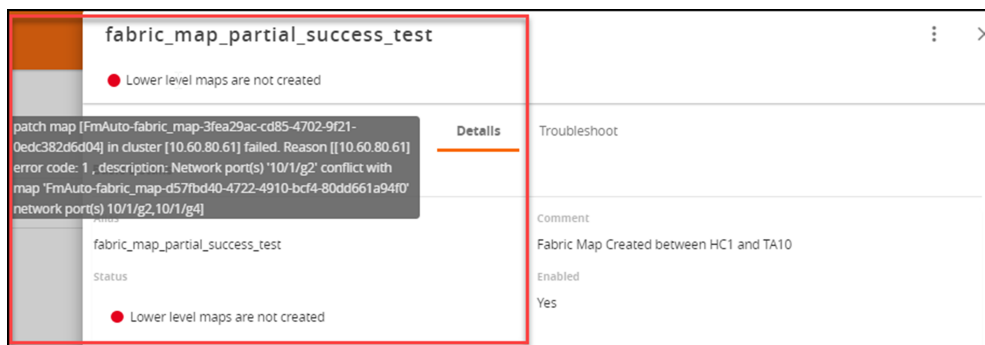 fabric_map_partial_success_test
Lower level maps are not created
patch map [FmAuto-fabric_map-3fea29ac-cd85-4702-9f21-
0edc382d6d04] in cluster [10.60.80.61] failed. Reason [[10.60.80.61]
error code: 1 , description: Network port(s) '10/1/g2' conflict with
map 'FmAuto-fabric_map-d57fbd40-4722-4910-bcf4-80dd661a94f0'
network port(s) 10/1/g2,10/1/g4]
Details
Troubleshoot
Alias
fabric_map_partial_success_test
Comment
Fabric Map Created between HC1 and TA10
Status
Lower level maps are not created
Enabled
Yes